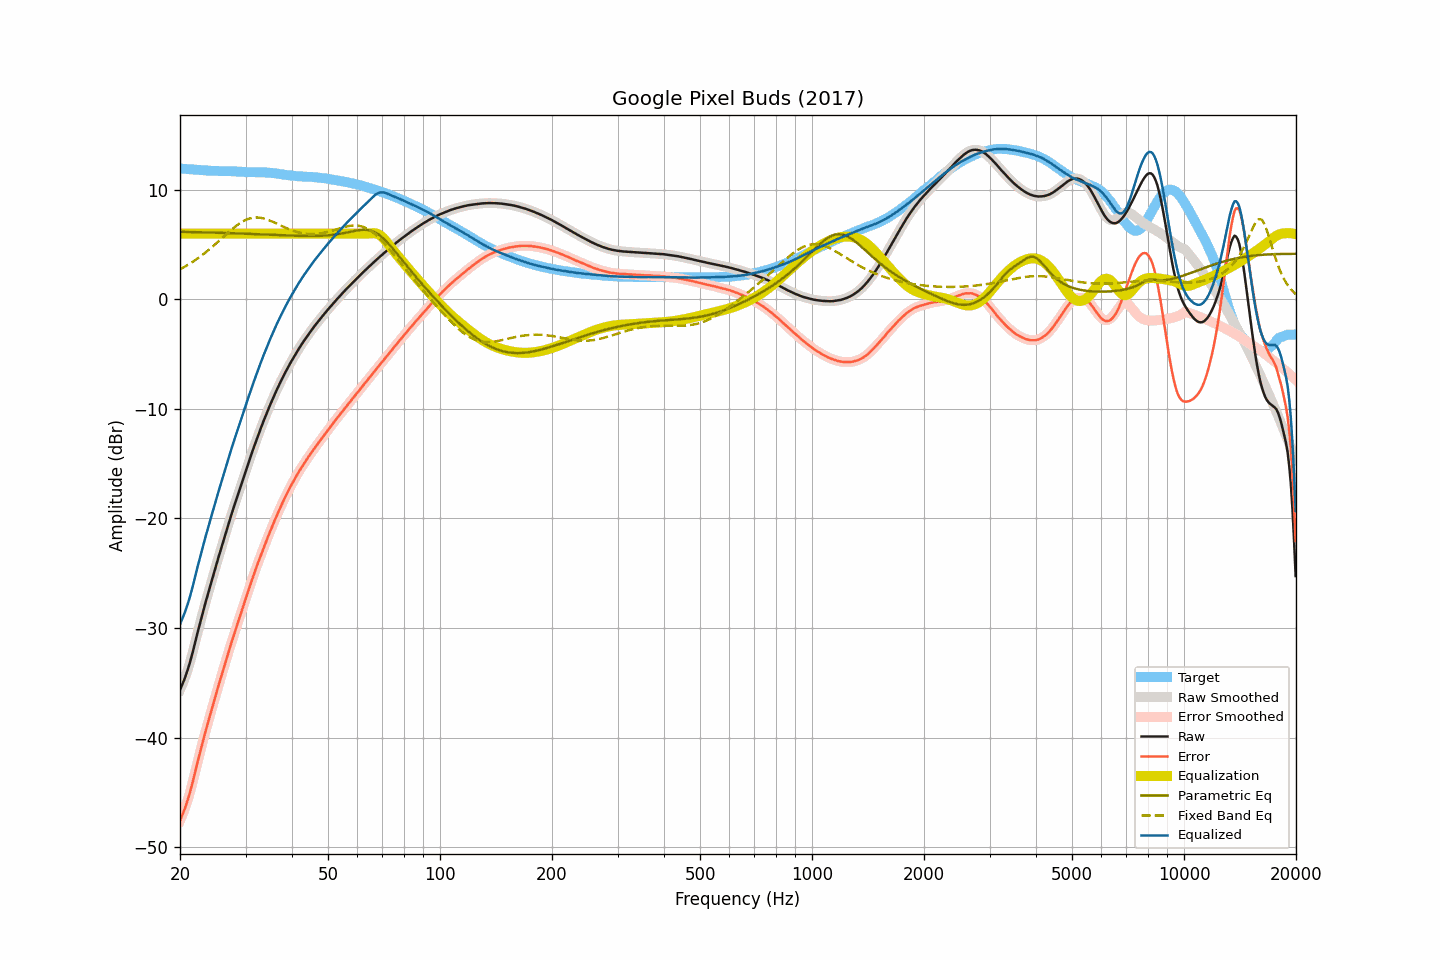 Google Pixel Buds (2017)
10
0
−10
−20
−30
−40
−50
Amplitude (dBr)
20 50 100 200 500 1000 2000 5000 10000 20000
Frequency (Hz)
Target
Raw Smoothed
Error Smoothed
Raw
Error
Equalization
Parametric Eq
Fixed Band Eq
Equalized